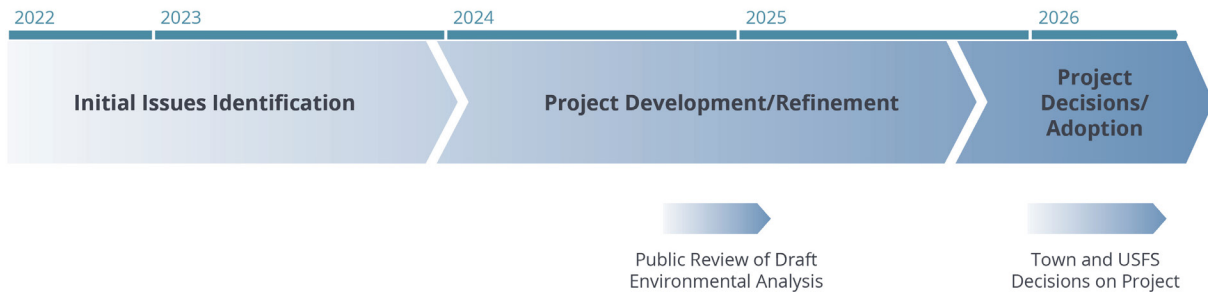 2022 2023 2024 2025 2026
Initial Issues Identification
Project Development/Refinement
Project
Decisions/
Adoption
Public Review of Draft
Environmental Analysis
Town and USFS
Decisions on Project